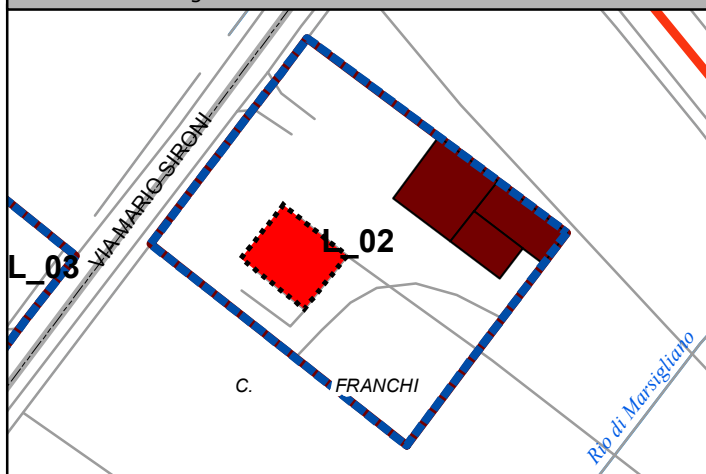 VIA MARIO SIRONI
L_02
L_03
C. FRANCHI
Rio di Marsigliano